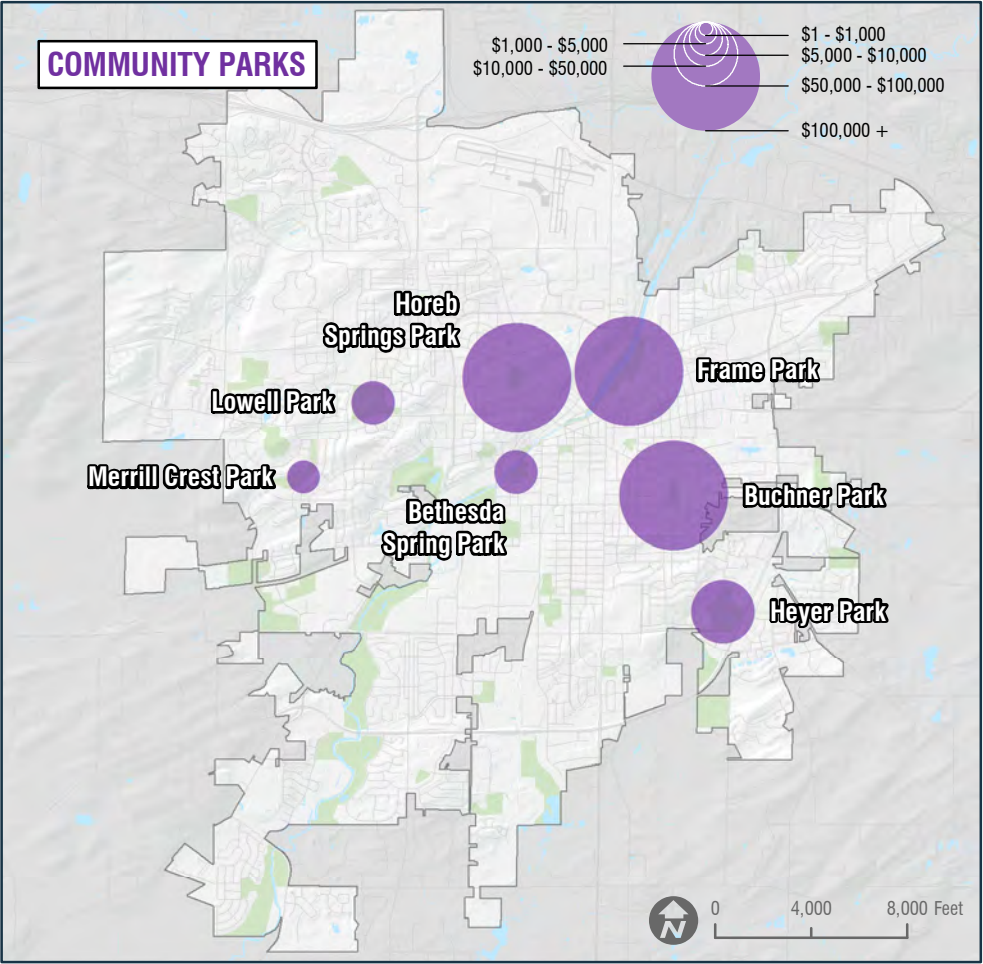 COMMUNITY PARKS
$1,000 - $5,000
$10,000 - $50,000
$1 - $1,000
$5,000 - $10,000
$50,000 - $100,000
$100,000 +
Horeb
Springs Park
Frame Park
Lowell Park
Merrill Crest Park
Bethesda
Spring Park
Buchner Park
Heyer Park
N
0 4,000 8,000 Feet